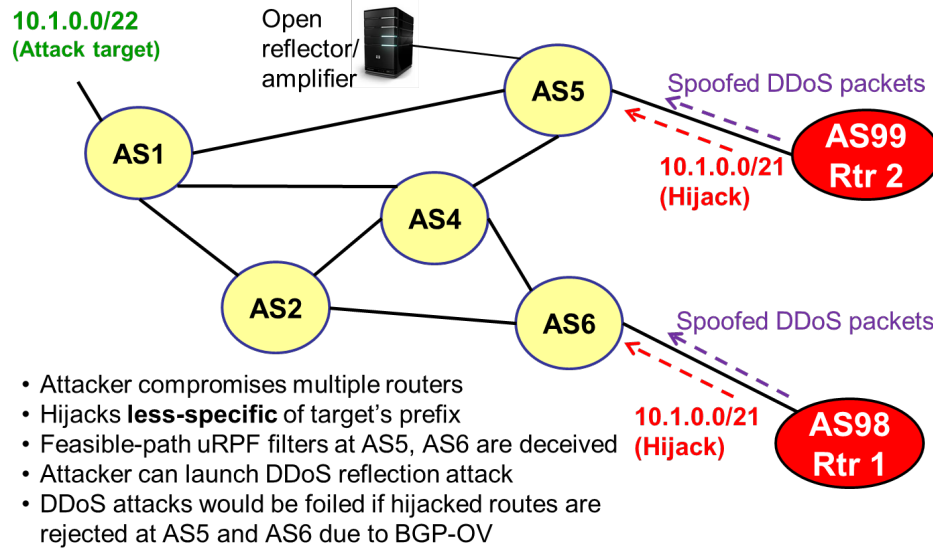 10.1.0.0/22
(Attack target)
Open
reflector/
amplifier
AS5
Spoofed DDoS packets
AS99
Rtr 2
10.1.0.0/21
(Hijack)
AS1
AS4
AS2
AS6
Spoofed DDoS packets
10.1.0.0/21
(Hijack)
AS98
Rtr 1
• Attacker compromises multiple routers
• Hijacks less-specific of target's prefix
• Feasible-path uRPF filters at AS5, AS6 are deceived
• Attacker can launch DDoS reflection attack
• DDoS attacks would be foiled if hijacked routes are
rejected at AS5 and AS6 due to BGP-OV